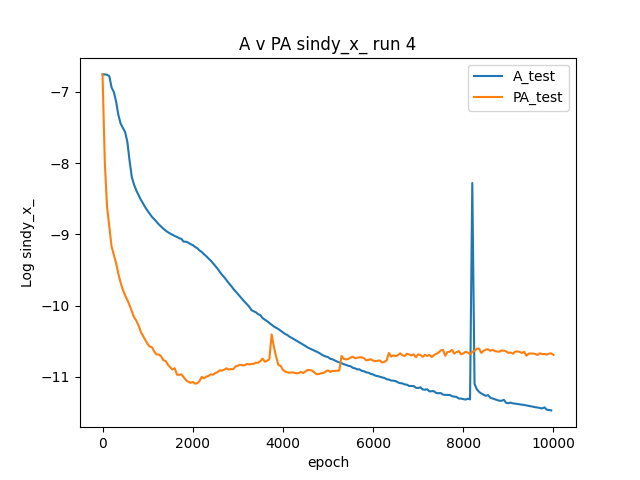 A v PA sindy_x_ run 4
A_test
PA_test
Log sindy_x_
−7
−8
−9
−10
−11
0
2000
4000
6000
8000
10000
epoch